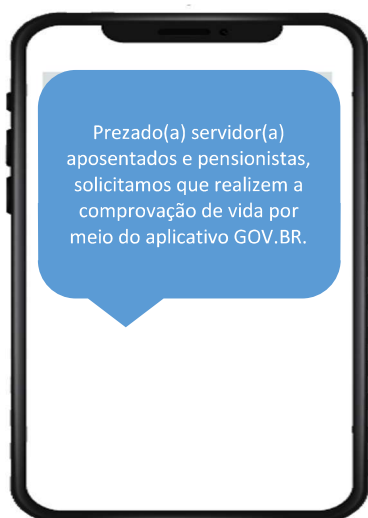 Prezado(a) servidor(a)
aposentados e pensionistas,
solicitamos que realizem a
comprovação de vida por
meio do aplicativo GOV.BR.